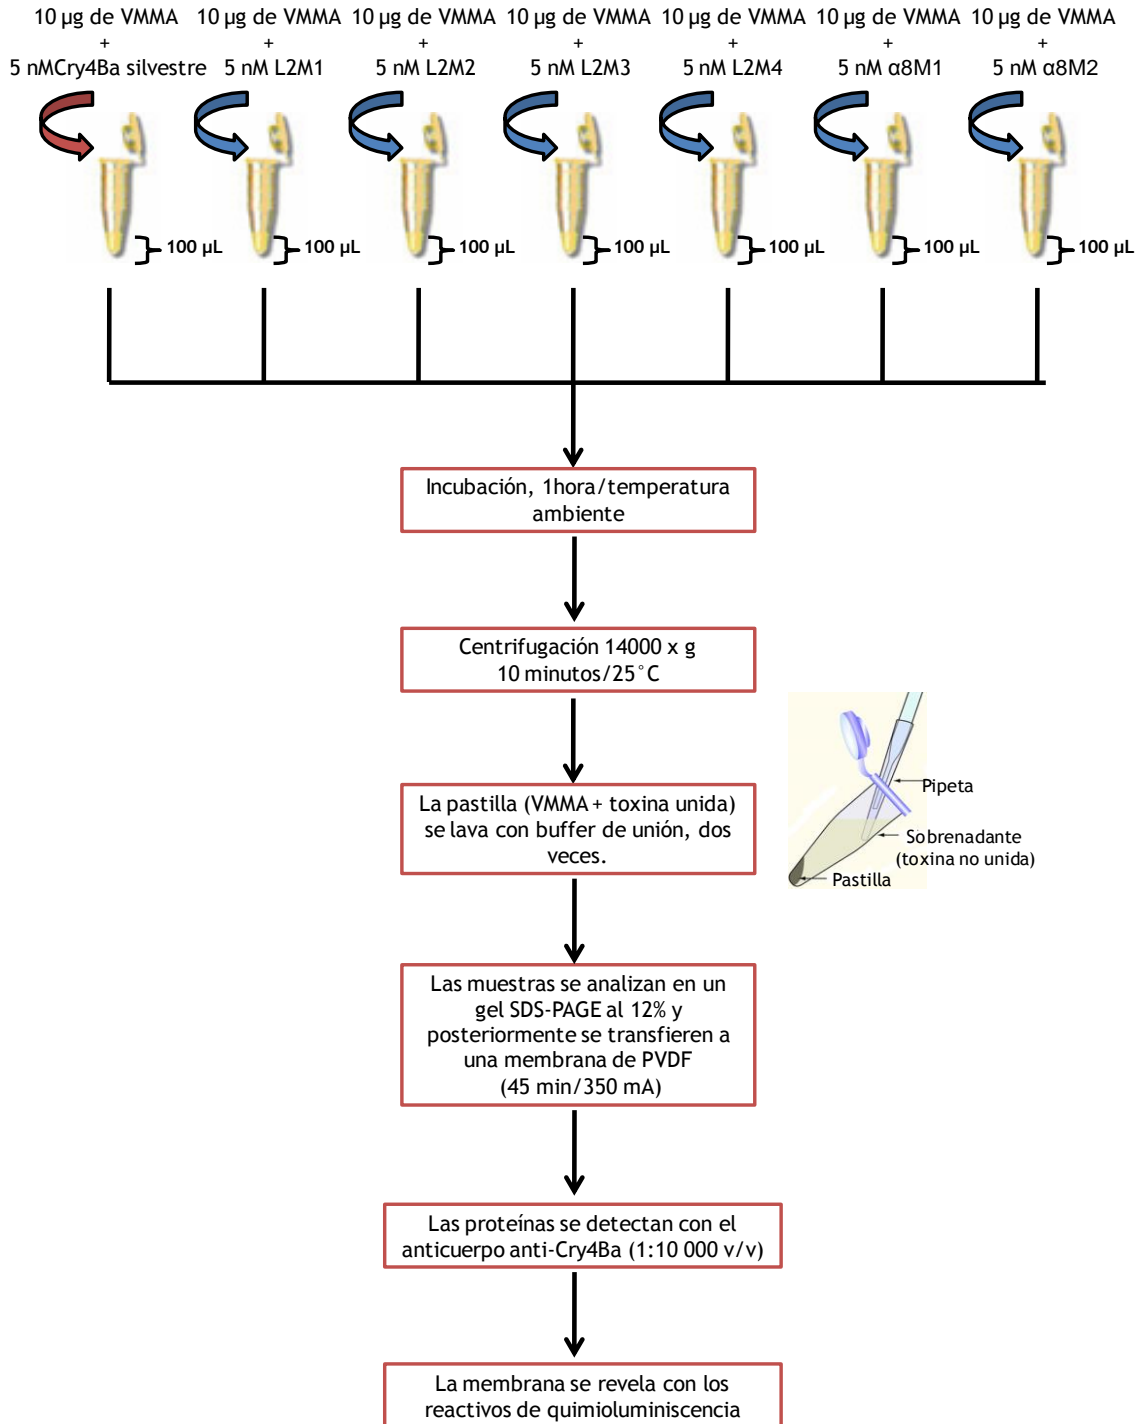 10 µg de VMMA 10 µg de VMMA 10 µg de VMMA 10 µg de VMMA 10 µg de VMMA 10 µg de VMMA 10 µg de VMMA
+ + + + + + +
5 nMCry4Ba silvestre 5 nM L2M1 5 nM L2M2 5 nM L2M3 5 nM L2M4 5 nM α8M1 5 nM α8M2
100 µL 100 µL 100 µL 100 µL 100 µL 100 µL 100 µL
Incubación, 1hora/temperatura
ambiente
Centrifugación 14000 x g
10 minutos/25°C
La pastilla (VMMA + toxina unida)
se lava con buffer de unión, dos
veces.
Pipeta
Sobrenadante
(toxina no unida)
Pastilla
Las muestras se analizan en un
gel SDS-PAGE al 12% y
posteriormente se transfieren a
una membrana de PVDF
(45 min/350 mA)
Las proteínas se detectan con el
anticuerpo anti-Cry4Ba (1:10 000 v/v)
La membrana se revela con los
reactivos de quimioluminiscencia